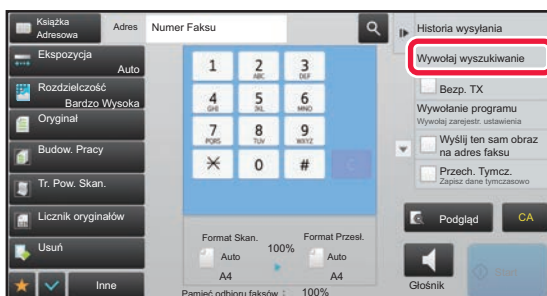 Książka
Adresowa
Adres
Numer Faksu
Ekspozycja
Auto
Rozdzielczość
Bardzo Wysoka
Oryginał
Budow. Pracy
Tr. Pow. Skan.
Licznik oryginałów
Usuń
Inne
1
2
ABC
3
DEF
4
GHI
5
JKL
6
MNO
7
PQRS
8
TUV
9
WXYZ
0
#
C
Format Skan.
100%
Format Przesł.
Auto
Auto
A4
A4
Pamięć odbioru faksów : 100%
Historia wysyłania
Wywołaj wyszukiwanie
Bezp. TX
Wywołanie programu
Wywołaj zarejestr. ustawienia
Wyślij ten sam obraz
na adres faksu
Przech. Tymcz.
Zapisz dane tymczasowo
Podgląd
CA
Głośnik
Start